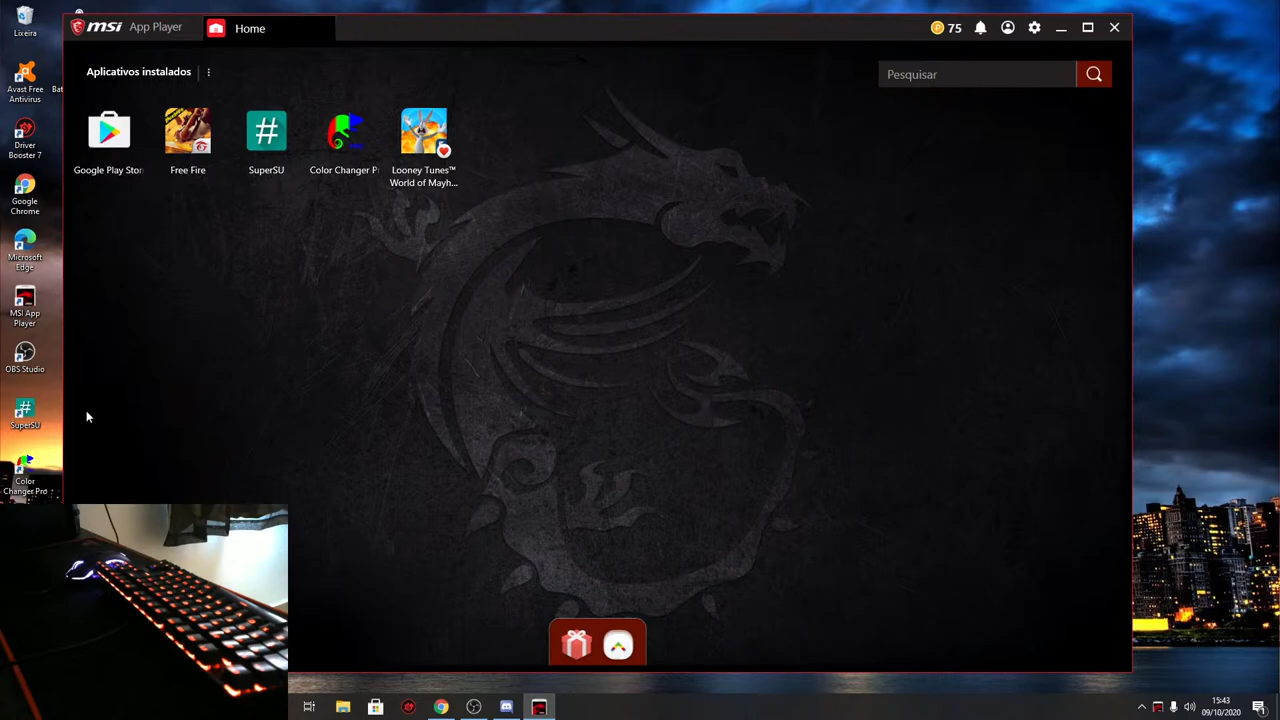 Lixeira
Avast Free
Antivirus
Bat
Driver
Booster 7
Google
Chrome
Microsoft
Edge
MSI App
Player
OBS Studio
SuperSU
Color
Changer Pro
msi App Player
Home
75
Aplicativos instalados
Pesquisar
Google Play Stor
Free Fire
SuperSU
Color Changer P
Looney Tunes™
World of Mayh...
15:43
09/10/2020